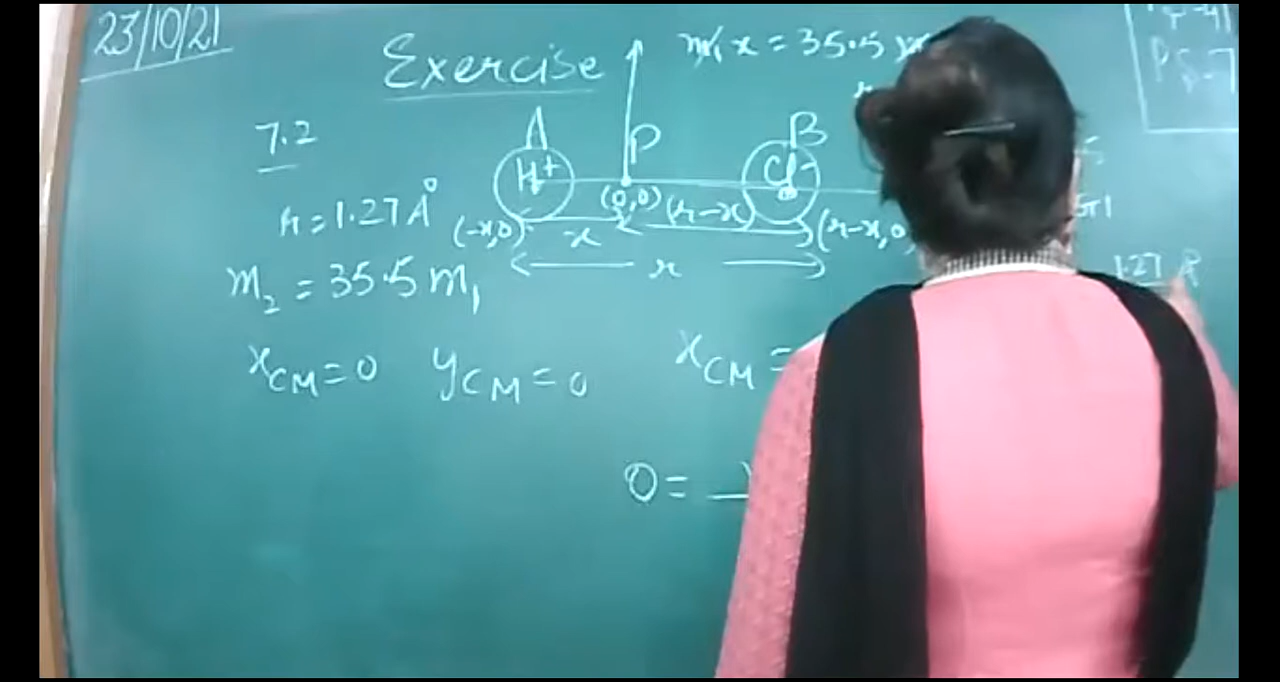 23/10/21
Exercise
m₁x = 35.5
7.2
A
P
B
H⁺
Cl⁻
r = 1.27 Å
(-x,0)
(0,0)
(r-x)
(r-x,0
x
r
m₂ = 35.5 m₁
1.27 Å
x_CM = 0 y_CM = 0 x_CM =
0 =